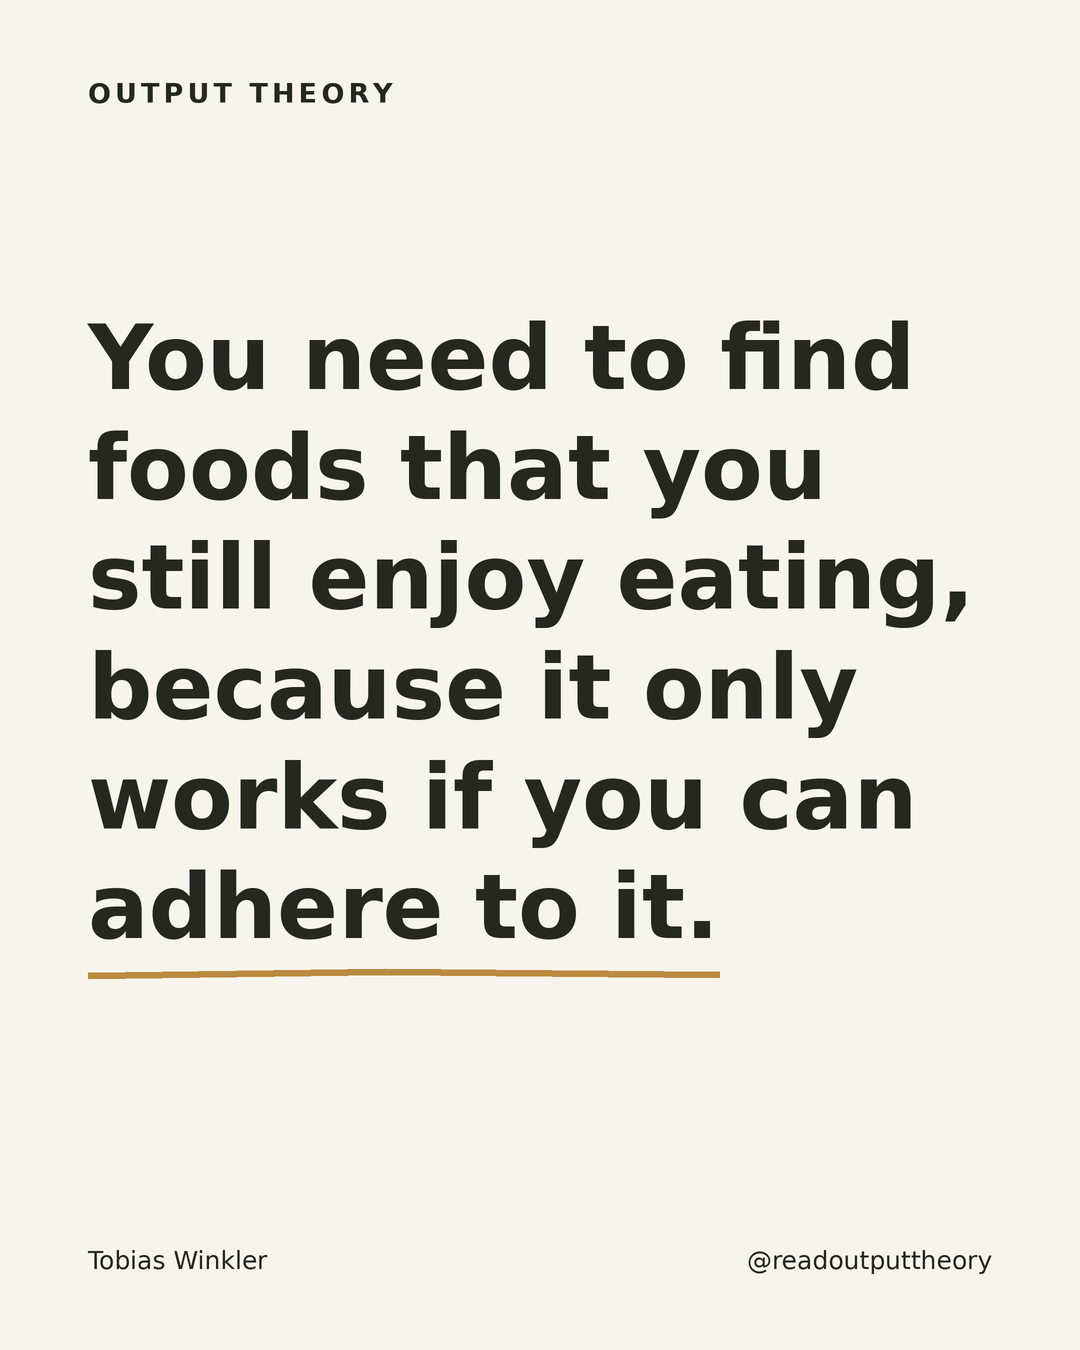 OUTPUT THEORY
You need to find
foods that you
still enjoy eating,
because it only
works if you can
adhere to it.
Tobias Winkler
@readoutputtheory